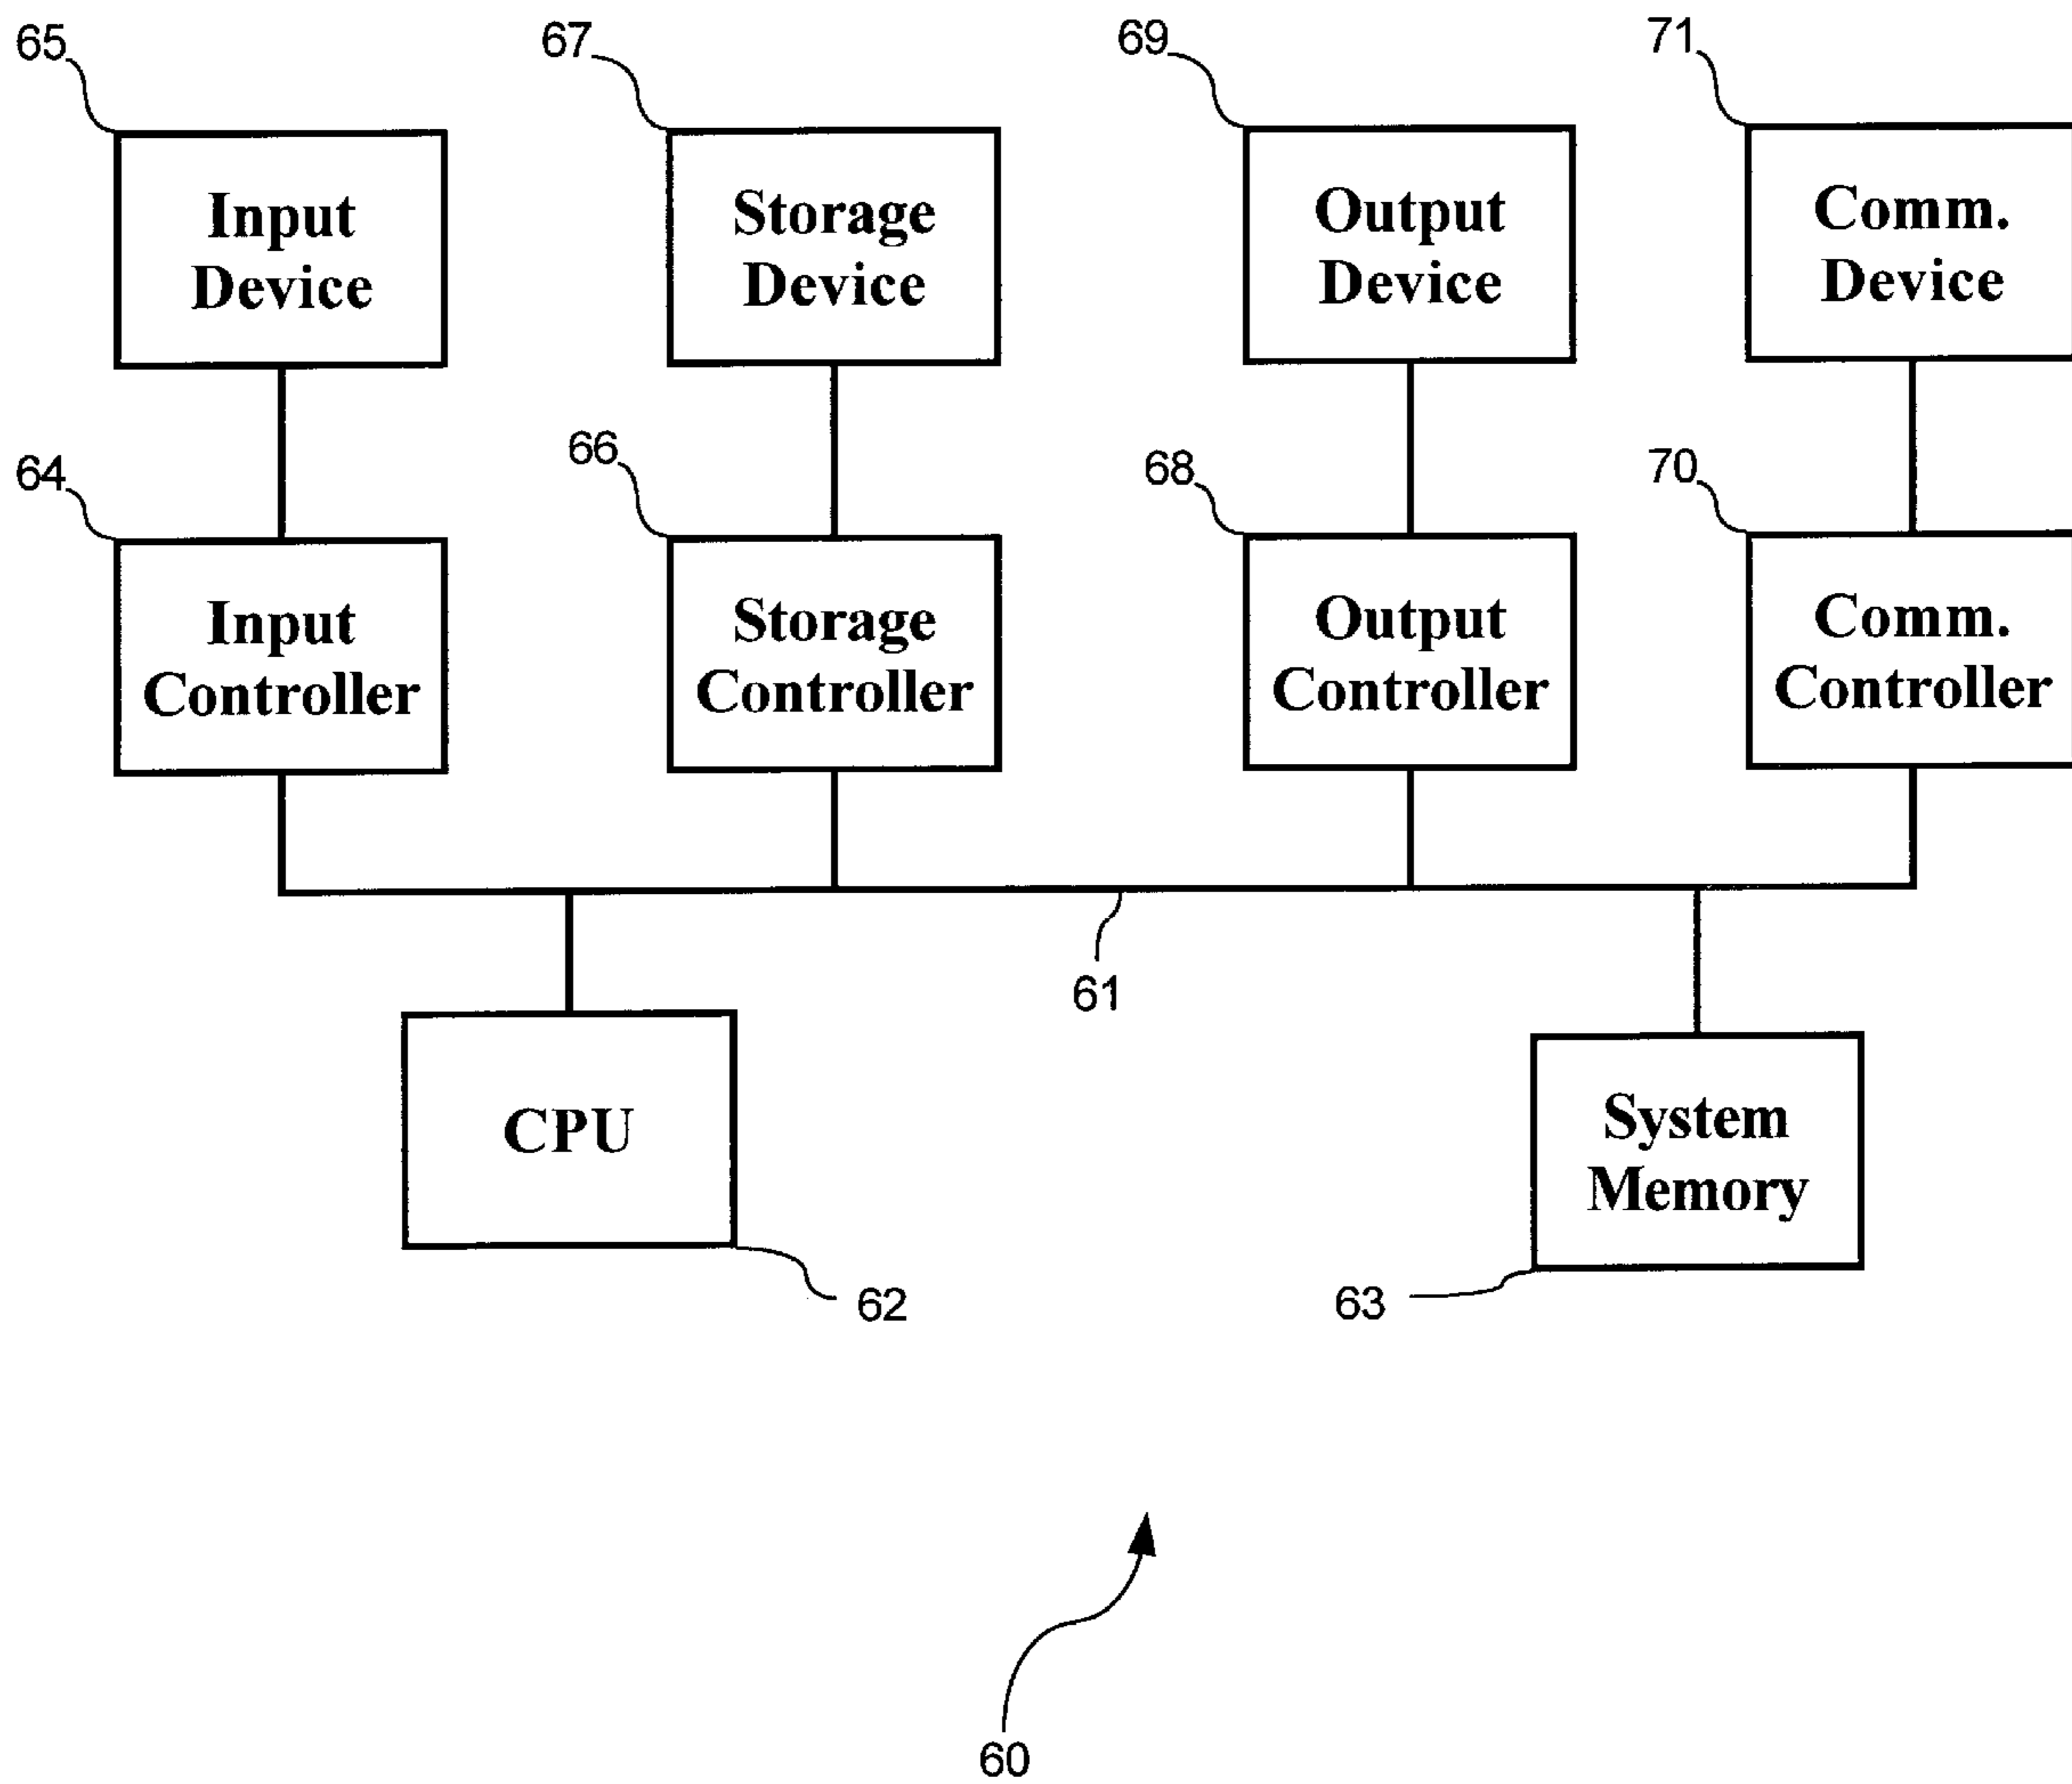 65
67
69
71
Input
Device
Storage
Device
Output
Device
Comm.
Device
64
66
68
70
Input
Controller
Storage
Controller
Output
Controller
Comm.
Controller
61
CPU
System
Memory
62
63
60